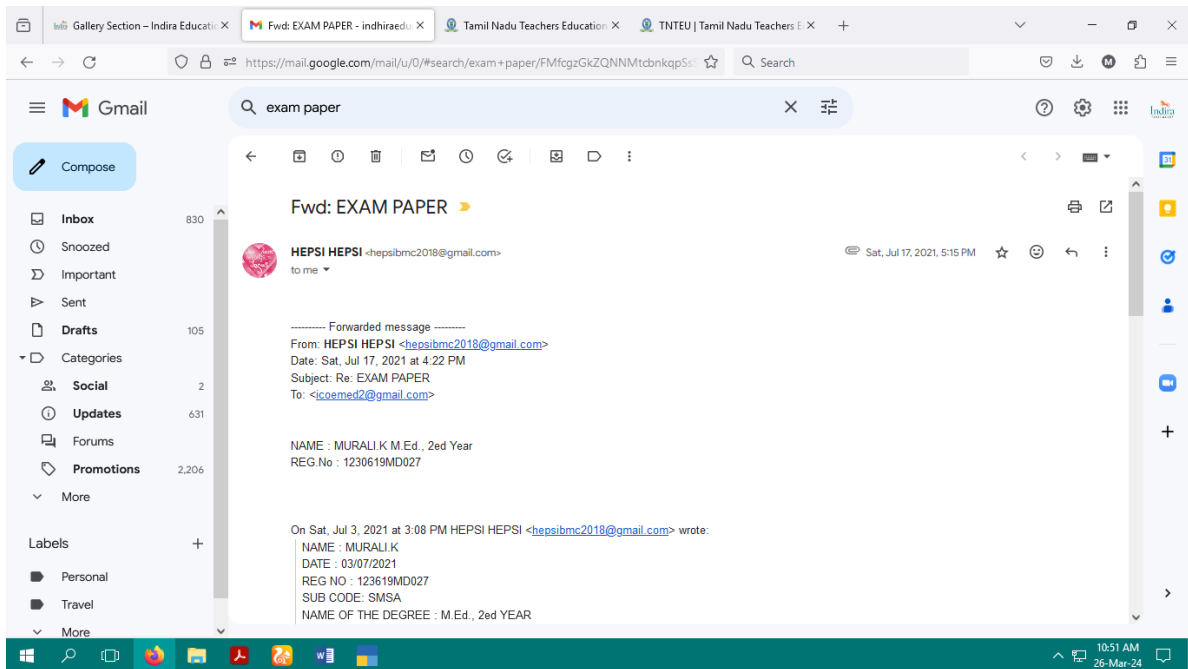 Gallery Section – Indira Educatio
Fwd: EXAM PAPER - indhiraedu
Tamil Nadu Teachers Education
TNTEU | Tamil Nadu Teachers E
https://mail.google.com/mail/u/0/#search/exam+paper/
Search
Gmail
exam paper
Indira
Compose
Inbox 830
Snoozed
Important
Sent
Drafts 105
Categories
Social 2
Updates 631
Forums
Promotions 2,206
More
Labels
Personal
Travel
More
Fwd: EXAM PAPER
HEPSI HEPSI <hepsibmc2018@gmail.com>
Sat, Jul 17, 2021, 5:15 PM
to me
---------- Forwarded message ---------
From: HEPSI HEPSI <hepsibmc2018@gmail.com>
Date: Sat, Jul 17, 2021 at 4:22 PM
Subject: Re: EXAM PAPER
To: <icoemed2@gmail.com>
NAME : MURALI.K M.Ed., 2ed Year
REG.No : 1230619MD027
On Sat, Jul 3, 2021 at 3:08 PM HEPSI HEPSI <hepsibmc2018@gmail.com> wrote:
NAME : MURALI.K
DATE : 03/07/2021
REG NO : 123619MD027
SUB CODE: SMSA
NAME OF THE DEGREE : M.Ed., 2ed YEAR
31
10:51 AM
26-Mar-24